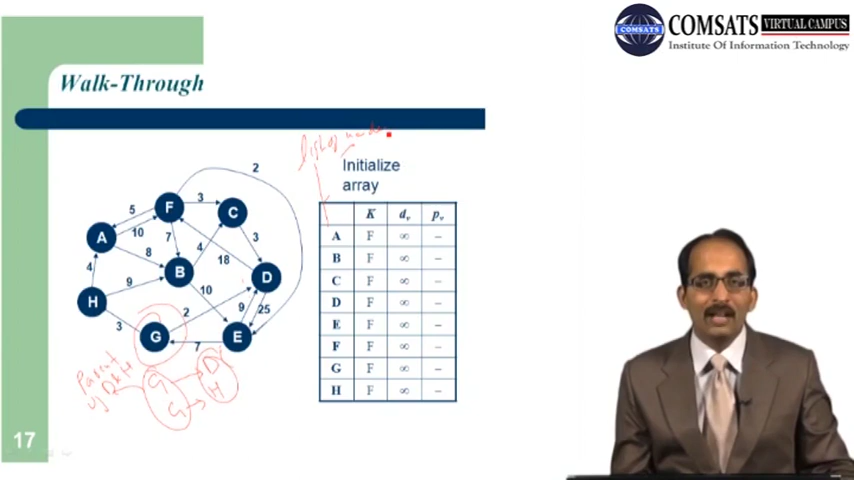 COMSATS VIRTUAL CAMPUS
COMSATS
Institute Of Information Technology
Walk-Through
Initialize
array
K dv pv
A F ∞ –
B F ∞ –
C F ∞ –
D F ∞ –
E F ∞ –
F F ∞ –
G F ∞ –
H F ∞ –
2
F 3 C
5
10 7
A 8 4 3
18
B D
4 9 10
H 9 25
3 2
G E
7
Parent
of D & H
G D
G H
17